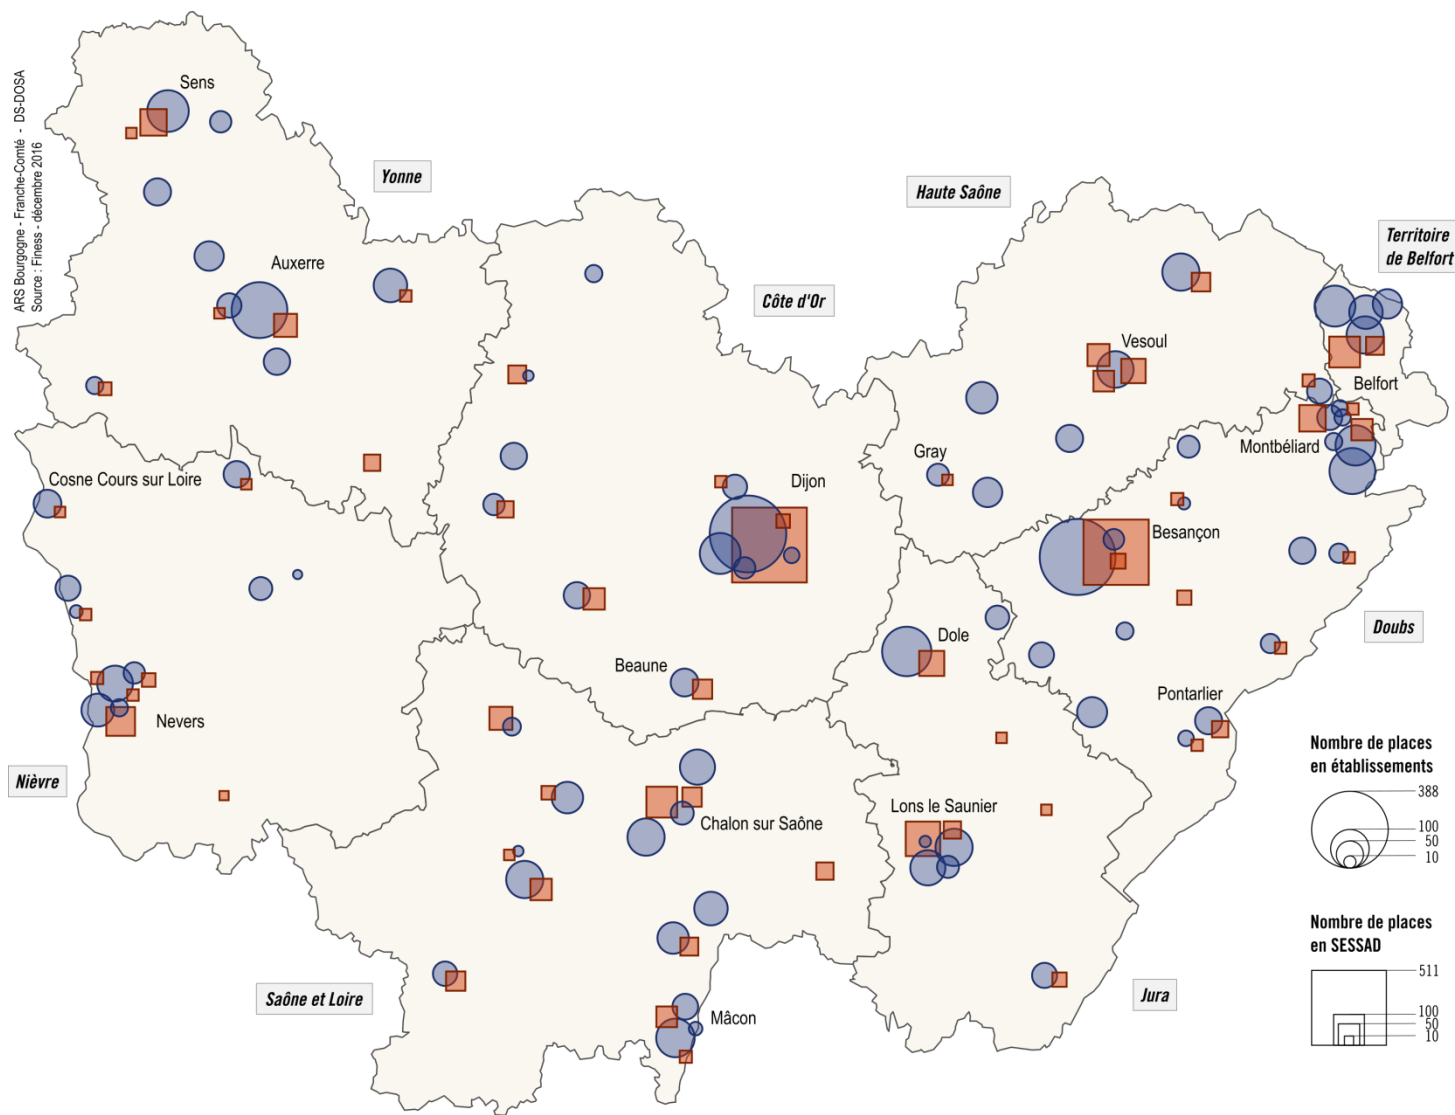 ARS Bourgogne - Franche-Comté - DS-DOSA
Source : Finess - décembre 2016
Sens
Yonne
Haute Saône
Territoire
de Belfort
Auxerre
Côte d'Or
Vesoul
Belfort
Montbéliard
Gray
Cosne Cours sur Loire
Dijon
Besançon
Doubs
Dole
Beaune
Pontarlier
Nevers
Nièvre
Lons le Saunier
Chalon sur Saône
Saône et Loire
Mâcon
Jura
Nombre de places
en établissements
388
100
50
10
Nombre de places
en SESSAD
511
100
50
10